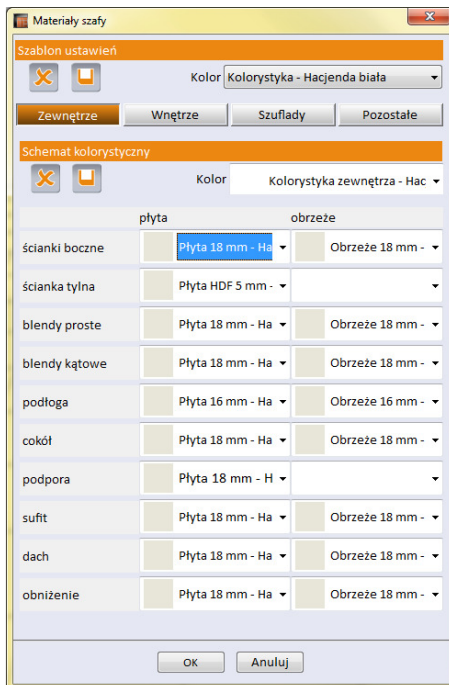 Materiały szafy
Szablon ustawień
Kolor Kolorystyka - Hacjenda biała
Zewnętrze Wnętrze Szuflady Pozostałe
Schemat kolorystyczny
Kolor Kolorystyka zewnętrza - Hac
płyta obrzeże
ścianki boczne Płyta 18 mm - Ha Obrzeże 18 mm -
ścianka tylna Płyta HDF 5 mm -
blendy proste Płyta 18 mm - Ha Obrzeże 18 mm -
blendy kątowe Płyta 18 mm - Ha Obrzeże 18 mm -
podłoga Płyta 16 mm - Ha Obrzeże 16 mm -
cokół Płyta 18 mm - Ha Obrzeże 18 mm -
podpora Płyta 18 mm - H
sufit Płyta 18 mm - Ha Obrzeże 18 mm -
dach Płyta 18 mm - Ha Obrzeże 18 mm -
obniżenie Płyta 18 mm - Ha Obrzeże 18 mm -
OK Anuluj